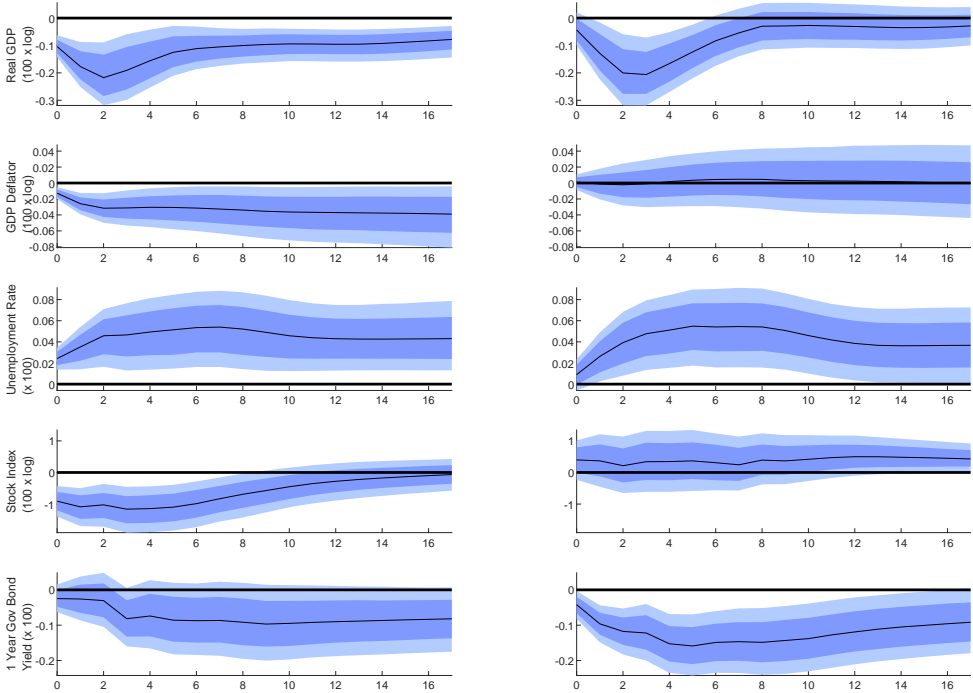 Real GDP
(100 x log)
0
-0.1
-0.2
-0.3
0 2 4 6 8 10 12 14 16
0
-0.1
-0.2
-0.3
0 2 4 6 8 10 12 14 16
GDP Deflator
(100 x log)
0.04
0.02
0
-0.02
-0.04
-0.06
-0.08
0 2 4 6 8 10 12 14 16
0.04
0.02
0
-0.02
-0.04
-0.06
-0.08
0 2 4 6 8 10 12 14 16
Unemployment Rate
(x 100)
0.08
0.06
0.04
0.02
0
0 2 4 6 8 10 12 14 16
0.08
0.06
0.04
0.02
0
0 2 4 6 8 10 12 14 16
Stock Index
(100 x log)
1
0
-1
0 2 4 6 8 10 12 14 16
1
0
-1
0 2 4 6 8 10 12 14 16
1 Year Gov Bond
Yield (x 100)
0
-0.1
-0.2
0 2 4 6 8 10 12 14 16
0
-0.1
-0.2
0 2 4 6 8 10 12 14 16